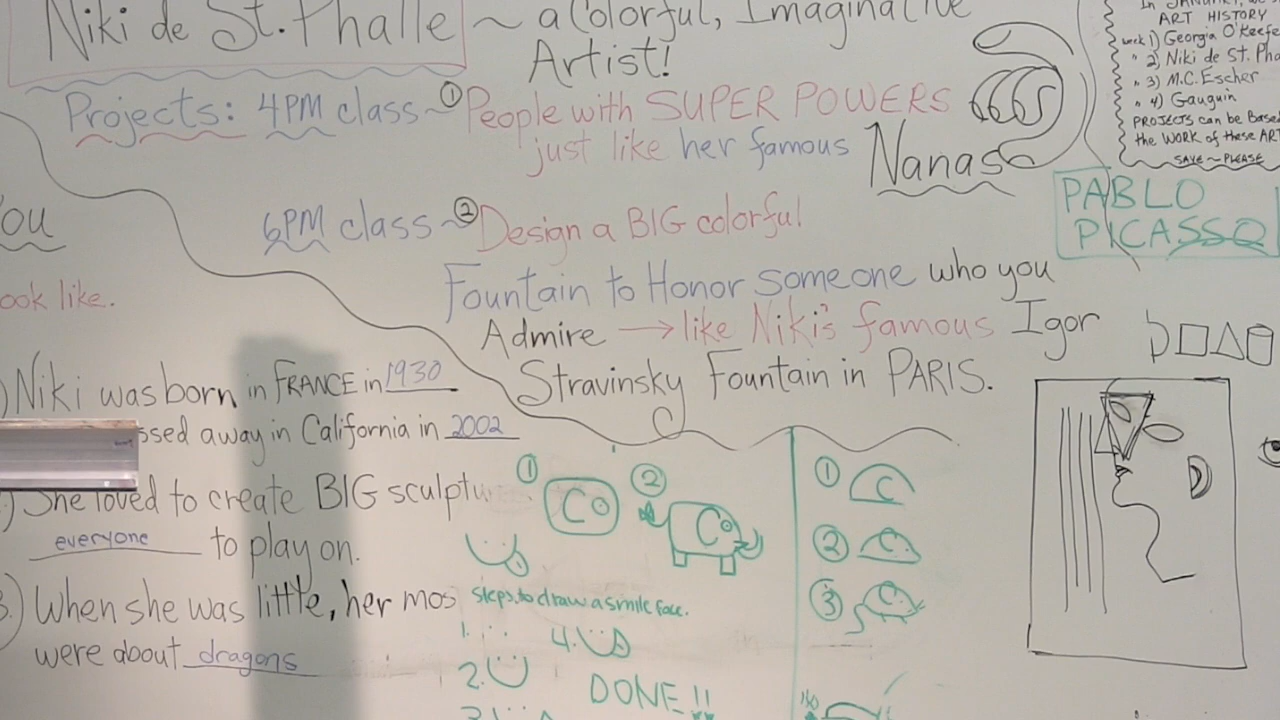 Niki de St. Phalle ~ a Colorful, Imaginative
Artist!
Projects: 4PM class ~ ① People with SUPER POWERS
just like her famous Nanas
6PM class ~ ② Design a BIG colorful
Fountain to Honor someone who you
Admire → like Niki's famous Igor
Stravinsky Fountain in PARIS.
ART HISTORY
week 1) Georgia O'Keefe
" 2) Niki de St. Pha
" 3) M.C. Escher
" 4) Gauguin
PROJECTS can be Base
the WORK of these ART
SAVE ~ PLEASE
PABLO
PICASSO
ou
ook like.
) Niki was born in FRANCE in 1930
ssed away in California in 2002
.) She loved to create BIG sculptu
everyone to play on.
3.) When she was little, her mos
were about dragons
① ②
steps to draw a smile face.
1. 4.
2. DONE!!
3.
①
②
③